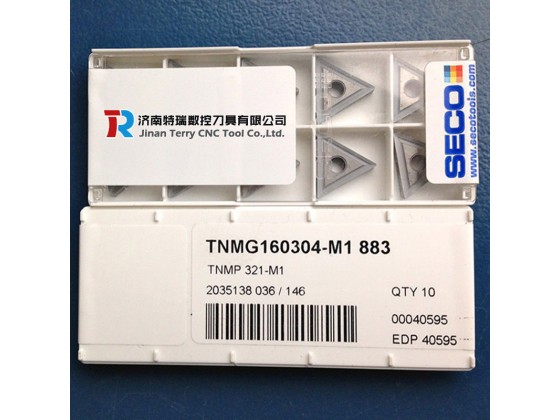 TR
济南特瑞数控刀具有限公司
Jinan Terry CNC Tool Co.,Ltd.
SECO
www.secotools.com
TNMG160304-M1 883
TNMP 321-M1
2035138 036 / 146
QTY 10
00040595
EDP 40595